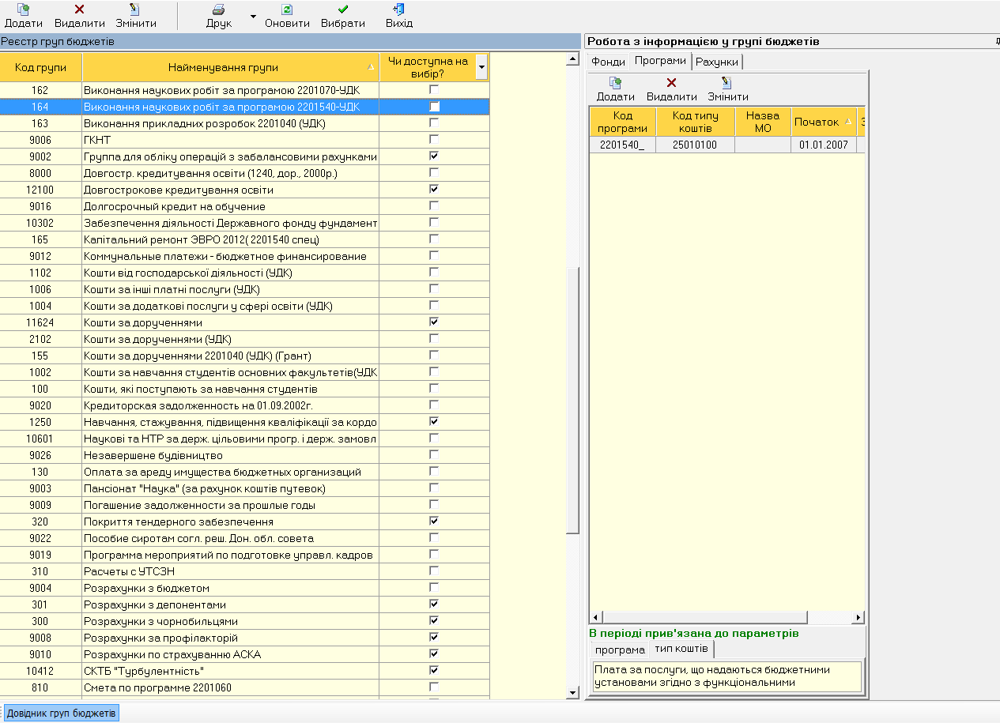 Додати Видалити Змінити Друк Оновити Вибрати Вихід
Реєстр груп бюджетів
Код групи Найменування групи Чи доступна на вибір?
162 Виконання наукових робіт за програмою 2201070-УДК
164 Виконання наукових робіт за програмою 2201540-УДК
163 Виконання прикладних розробок 2201040 (УДК)
9006 ГКНТ
9002 Группа для обліку операцій з забалансовими рахунками
8000 Довгостр. кредитування освіти (1240, дор., 2000р.)
12100 Довгострокове кредитування освіти
9016 Долгосрочный кредит на обучение
10302 Забезпечення діяльності Державного фонду фундамент
165 Капітальний ремонт ЭВРО 2012( 2201540 спец)
9012 Коммунальные платежи - бюджетное финансирование
1102 Кошти від господарської діяльності (УДК)
1006 Кошти за інші платні послуги (УДК)
1004 Кошти за додаткові послуги у сфері освіти (УДК)
11624 Кошти за дорученнями
2102 Кошти за дорученнями (УДК)
155 Кошти за дорученнями 2201040 (УДК) (Грант)
1002 Кошти за навчання студентів основних факультетів(УДК
100 Кошти, які поступають за навчання студентів
9020 Кредиторская задолженность на 01.09.2002г.
1250 Навчання, стажування, підвищення кваліфікації за кордо
10601 Наукові та НТР за держ. цільовими прогр. і держ. замовл
9026 Незавершене будівництво
130 Оплата за ареду имущества бюджетных организаций
9003 Пансіонат "Наука" (за рахунок коштів путевок)
9009 Погашение задолженности за прошлые годы
320 Покриття тендерного забезпечення
9022 Пособие сиротам согл. реш. Дон. обл. совета
9019 Программа мероприятий по подготовке управл. кадров
310 Расчеты с УТСЗН
9004 Розрахунки з бюджетом
301 Розрахунки з депонентами
300 Розрахунки з чорнобильцями
9008 Розрахунки за профілакторій
9010 Розрахунки по страхуванню АСКА
10412 СКТБ "Турбулентність"
810 Смета по программе 2201060
Робота з інформацією у групі бюджетів
Фонди Програми Рахунки
Додати Видалити Змінити
Код програми Код типу коштів Назва МО Початок
2201540_ 25010100 01.01.2007
В періоді прив'язана до параметрів
програма тип коштів
Плата за послуги, що надаються бюджетними
установами згідно з функціональними
Довідник груп бюджетів